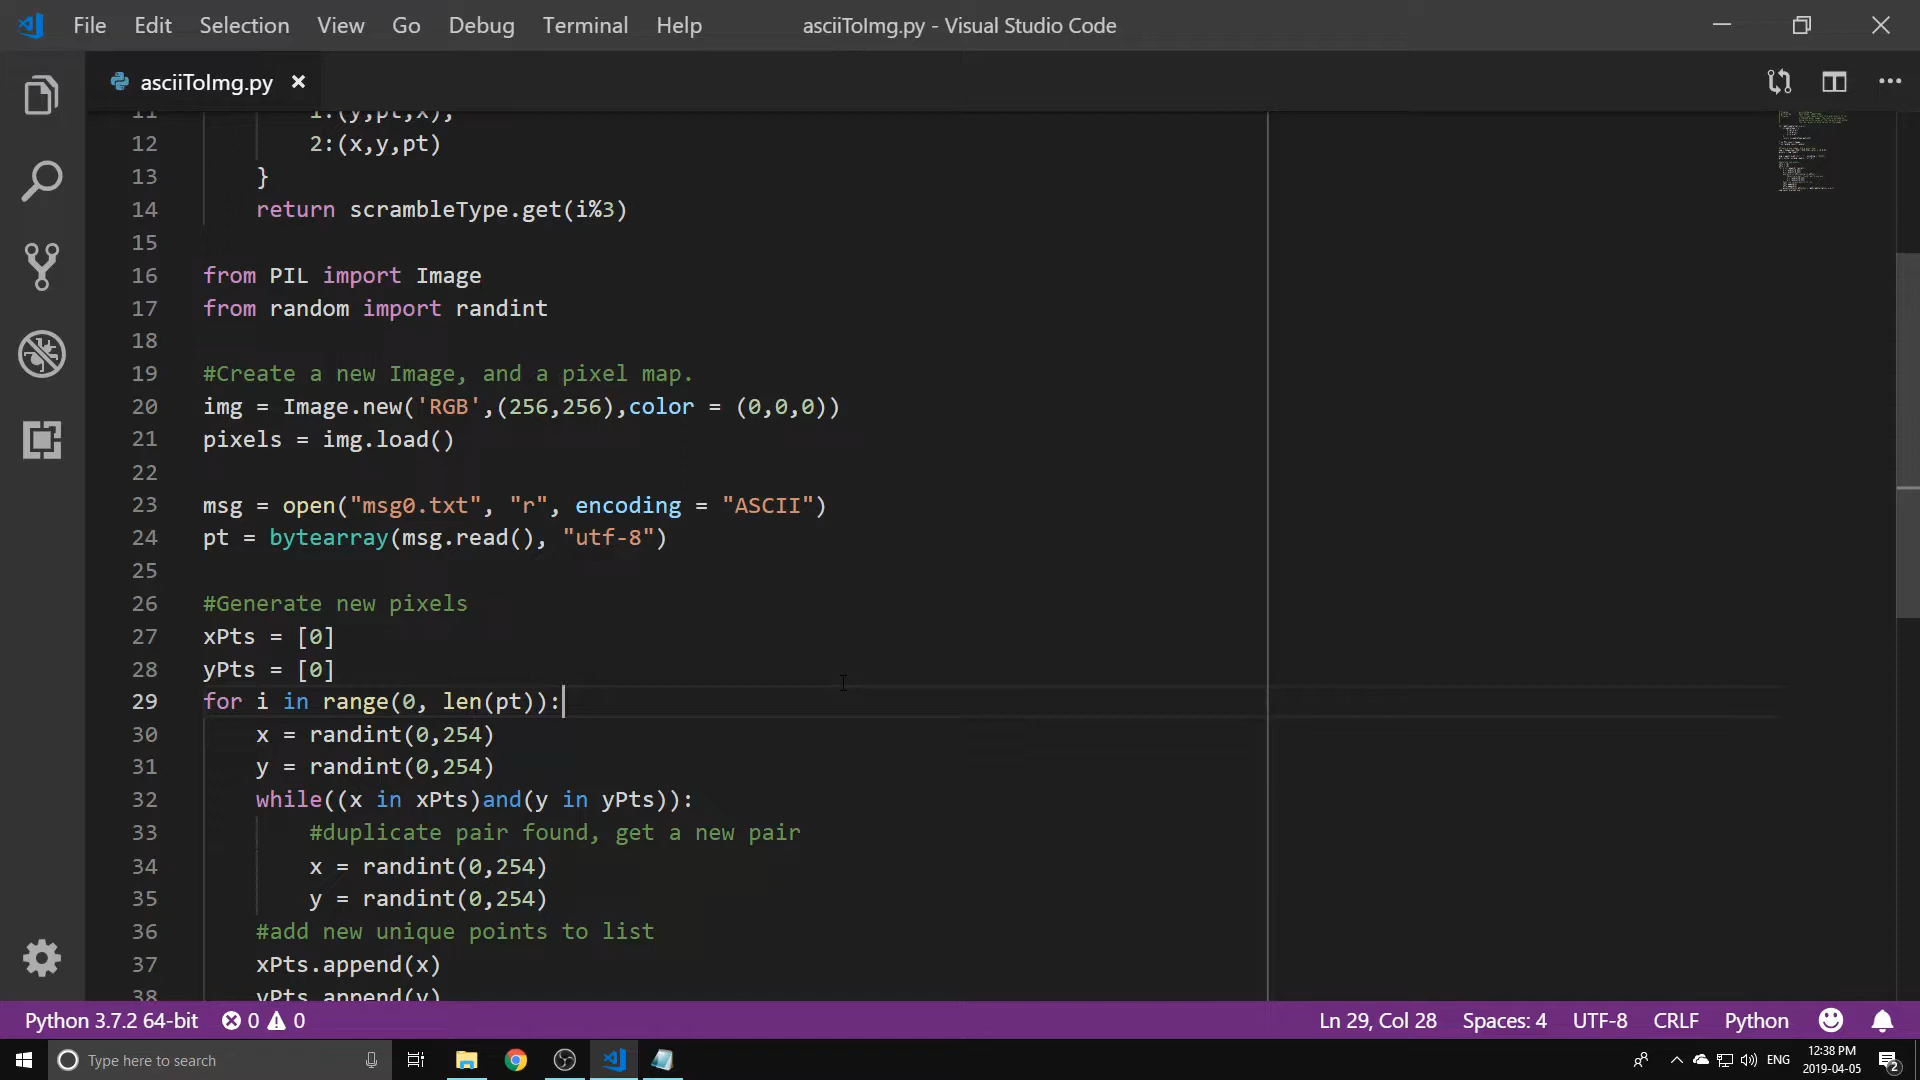 File Edit Selection View Go Debug Terminal Help asciiToImg.py - Visual Studio Code
asciiToImg.py
11 1:(y,pt,x),
12 2:(x,y,pt)
13 }
14 return scrambleType.get(i%3)
15
16 from PIL import Image
17 from random import randint
18
19 #Create a new Image, and a pixel map.
20 img = Image.new('RGB',(256,256),color = (0,0,0))
21 pixels = img.load()
22
23 msg = open("msg0.txt", "r", encoding = "ASCII")
24 pt = bytearray(msg.read(), "utf-8")
25
26 #Generate new pixels
27 xPts = [0]
28 yPts = [0]
29 for i in range(0, len(pt)):
30 x = randint(0,254)
31 y = randint(0,254)
32 while((x in xPts)and(y in yPts)):
33 #duplicate pair found, get a new pair
34 x = randint(0,254)
35 y = randint(0,254)
36 #add new unique points to list
37 xPts.append(x)
38 yPts.append(y)
Python 3.7.2 64-bit 0 0 Ln 29, Col 28 Spaces: 4 UTF-8 CRLF Python
Type here to search ENG 12:38 PM
2019-04-05 2